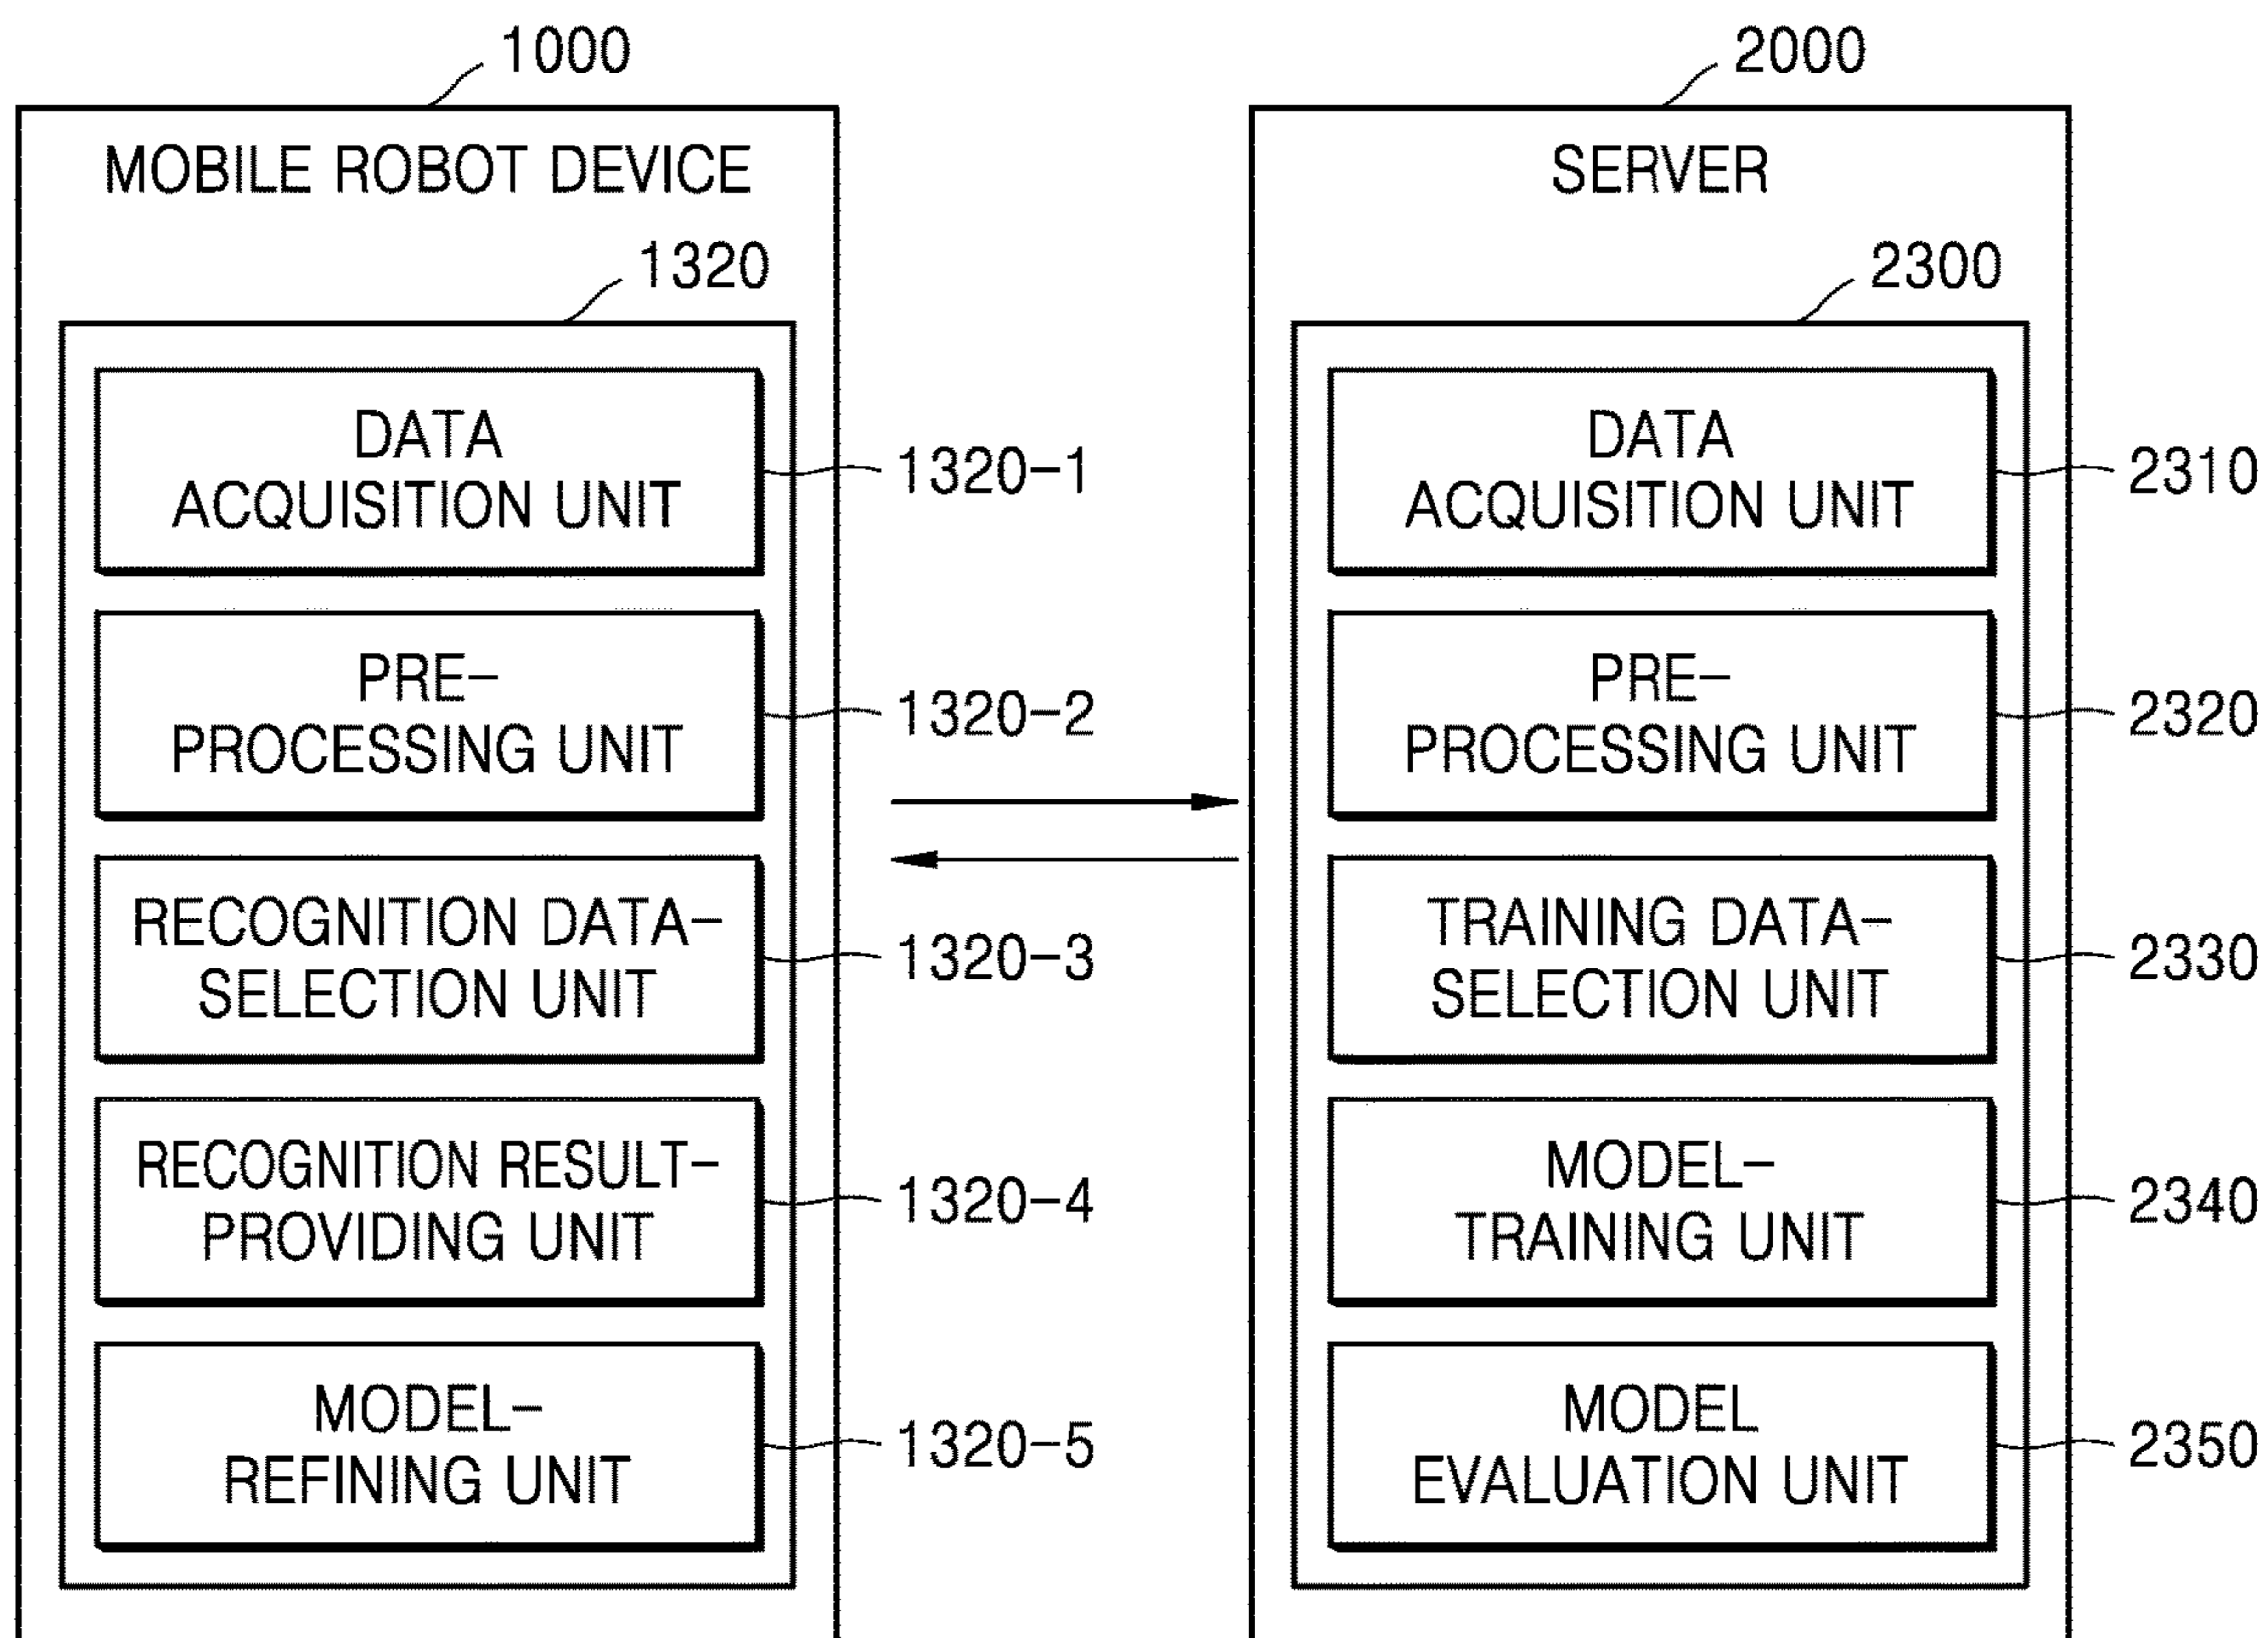 1000
MOBILE ROBOT DEVICE
1320
DATA
ACQUISITION UNIT
1320-1
PRE-
PROCESSING UNIT
1320-2
RECOGNITION DATA-
SELECTION UNIT
1320-3
RECOGNITION RESULT-
PROVIDING UNIT
1320-4
MODEL-
REFINING UNIT
1320-5
2000
SERVER
2300
DATA
ACQUISITION UNIT
2310
PRE-
PROCESSING UNIT
2320
TRAINING DATA-
SELECTION UNIT
2330
MODEL-
TRAINING UNIT
2340
MODEL
EVALUATION UNIT
2350